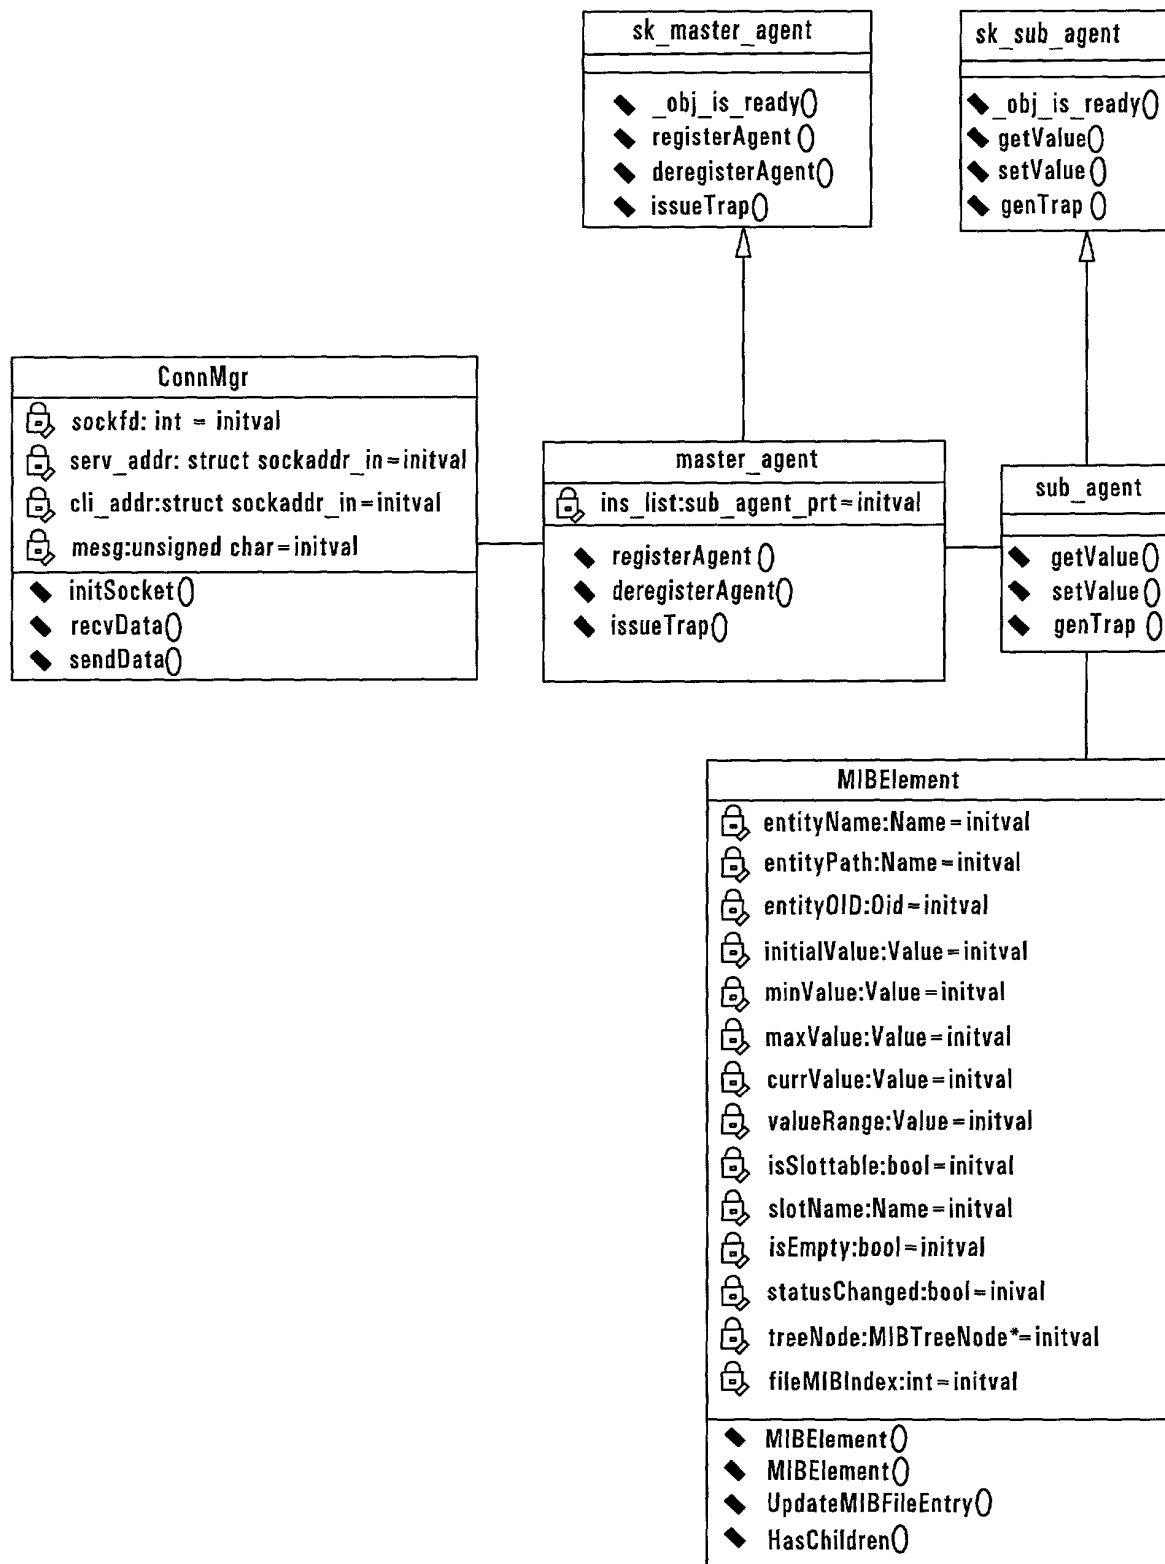 sk_master_agent
_obj_is_ready()
registerAgent ()
deregisterAgent()
issueTrap()
sk_sub_agent
_obj_is_ready()
getValue()
setValue()
genTrap ()
ConnMgr
sockfd: int = initval
serv_addr: struct sockaddr_in=initval
cli_addr:struct sockaddr_in=initval
mesg:unsigned char=initval
initSocket()
recvData()
sendData()
master_agent
ins_list:sub_agent_prt=initval
registerAgent ()
deregisterAgent()
issueTrap()
sub_agent
getValue()
setValue()
genTrap ()
MIBElement
entityName:Name=initval
entityPath:Name=initval
entityOID:Oid=initval
initialValue:Value=initval
minValue:Value=initval
maxValue:Value=initval
currValue:Value=initval
valueRange:Value=initval
isSlottable:bool=initval
slotName:Name=initval
isEmpty:bool=initval
statusChanged:bool=inival
treeNode:MIBTreeNode*=initval
fileMIBIndex:int=initval
MIBElement()
MIBElement()
UpdateMIBFileEntry()
HasChildren()